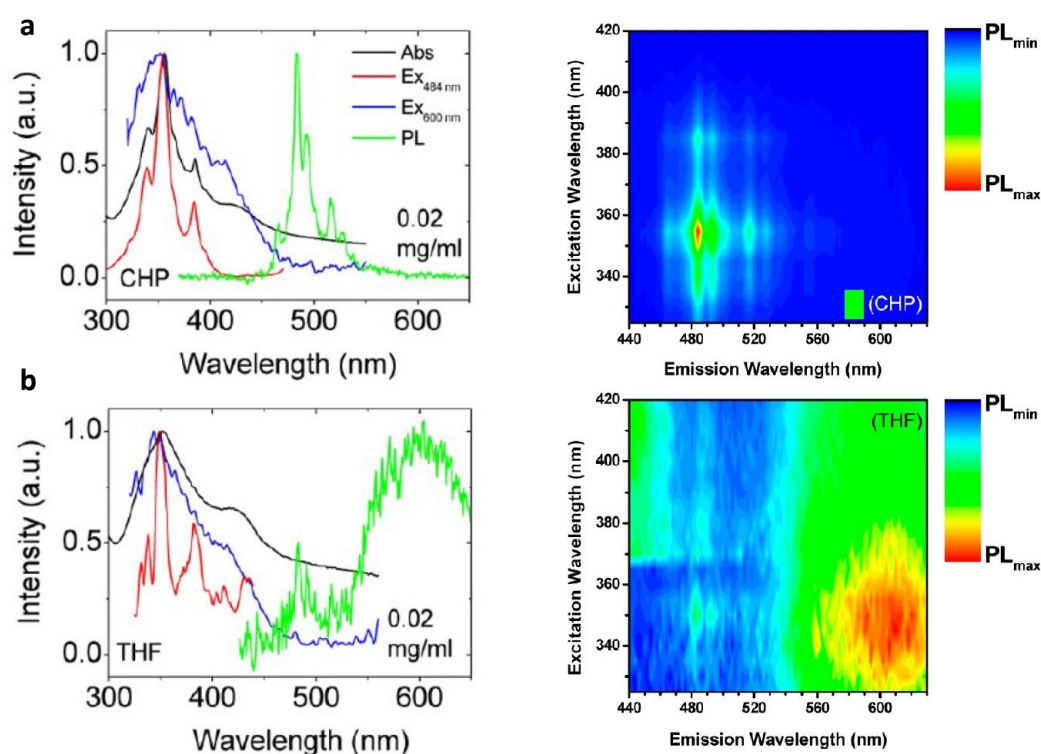 a
Intensity (a.u.)
1.0
0.5
0.0
Abs
Ex484 nm
Ex600 nm
PL
0.02
mg/ml
CHP
300 400 500 600
Wavelength (nm)
Excitation Wavelength (nm)
420
400
380
360
340
(CHP)
440 480 520 560 600
Emission Wavelength (nm)
PLmin
PLmax
b
Intensity (a.u.)
1.0
0.5
0.0
0.02
mg/ml
THF
300 400 500 600
Wavelength (nm)
Excitation Wavelength (nm)
420
400
380
360
340
(THF)
440 480 520 560 600
Emission Wavelength (nm)
PLmin
PLmax